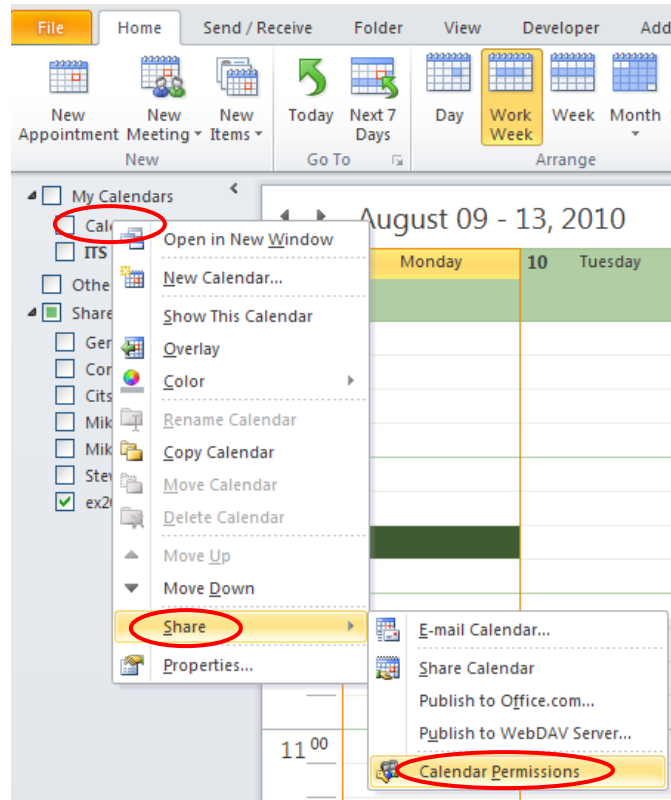 File Home Send / Receive Folder View Developer
New Appointment New Meeting New Items Today Next 7 Days Day Work Week Week Month
New Go To Arrange
My Calendars
August 09 - 13, 2010
ITS
Monday 10 Tuesday
Open in New Window
New Calendar...
Show This Calendar
Overlay
Color
Rename Calendar
Copy Calendar
Move Calendar
Delete Calendar
Move Up
Move Down
Share
Properties...
E-mail Calendar...
Share Calendar
Publish to Office.com...
Publish to WebDAV Server...
Calendar Permissions
11 00